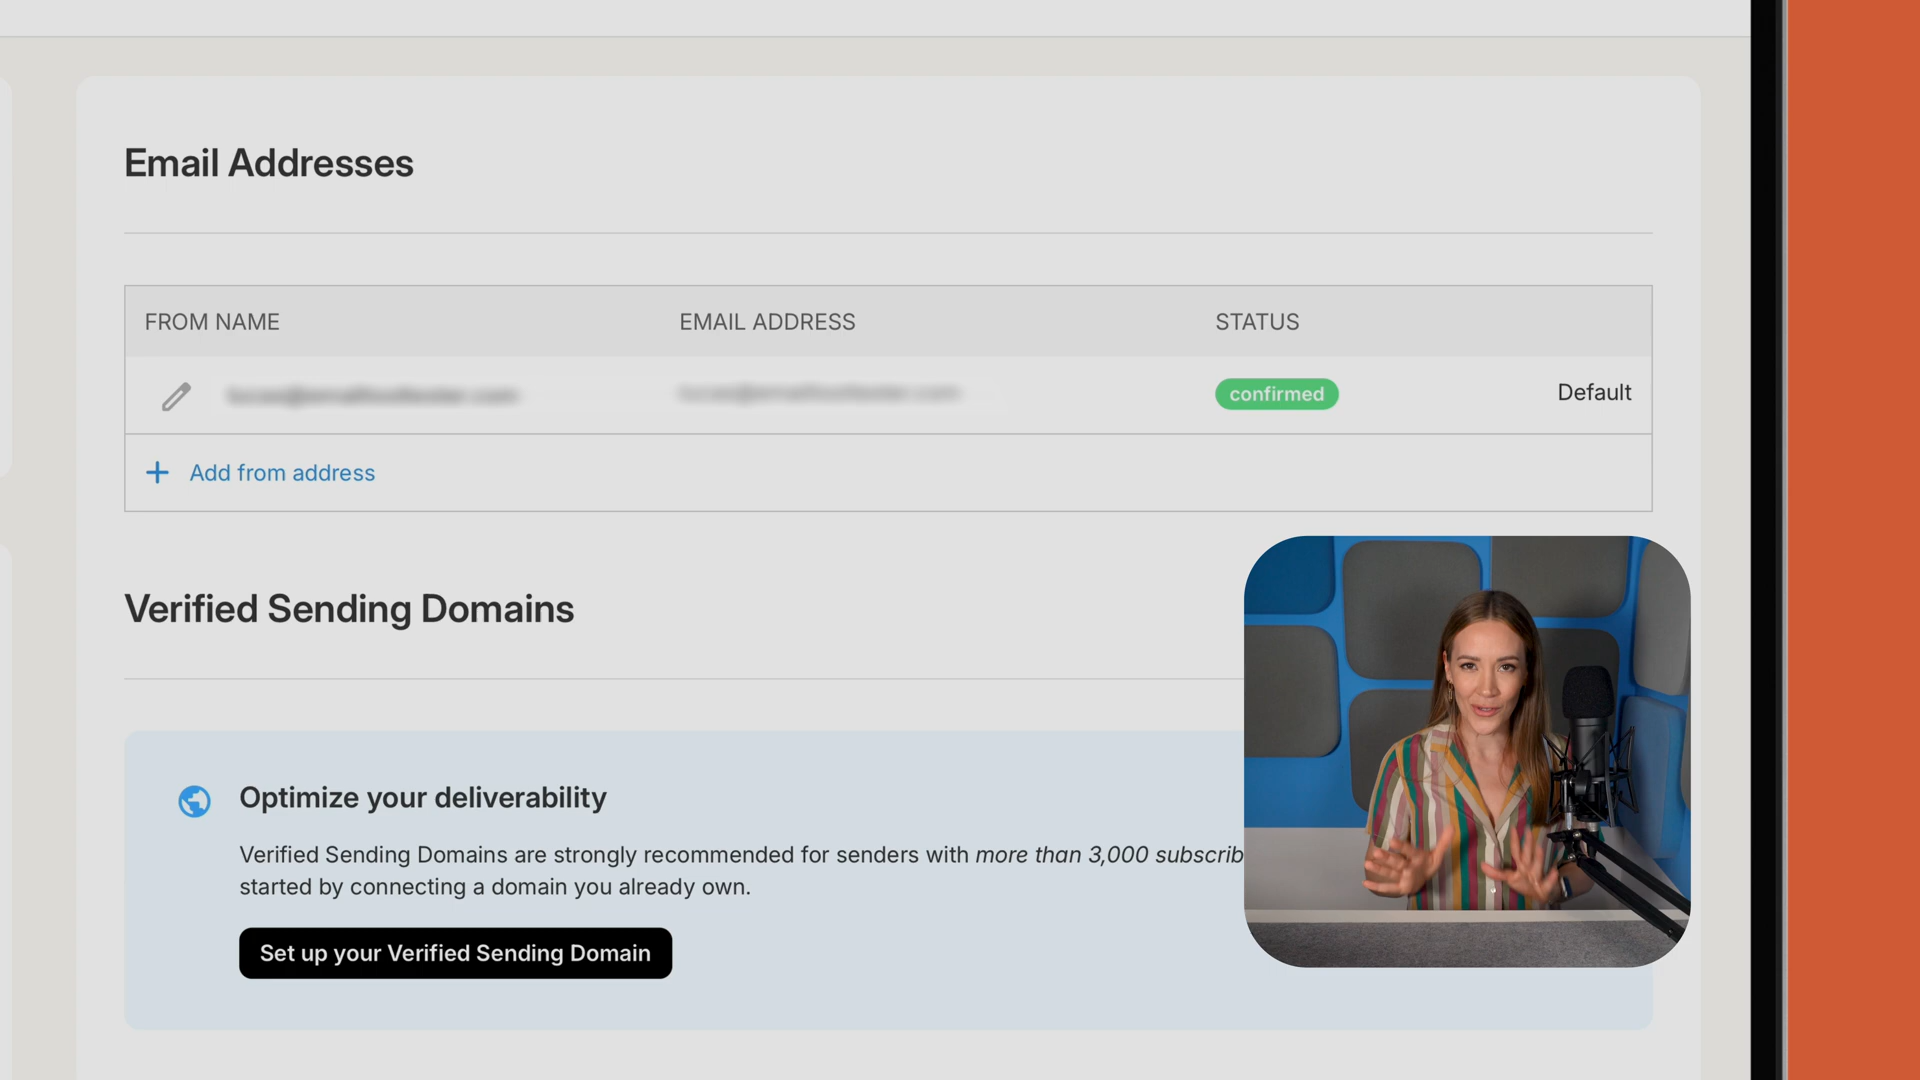 Email Addresses
FROM NAME EMAIL ADDRESS STATUS
confirmed Default
Add from address
Verified Sending Domains
Optimize your deliverability
Verified Sending Domains are strongly recommended for senders with more than 3,000 subscrib
started by connecting a domain you already own.
Set up your Verified Sending Domain